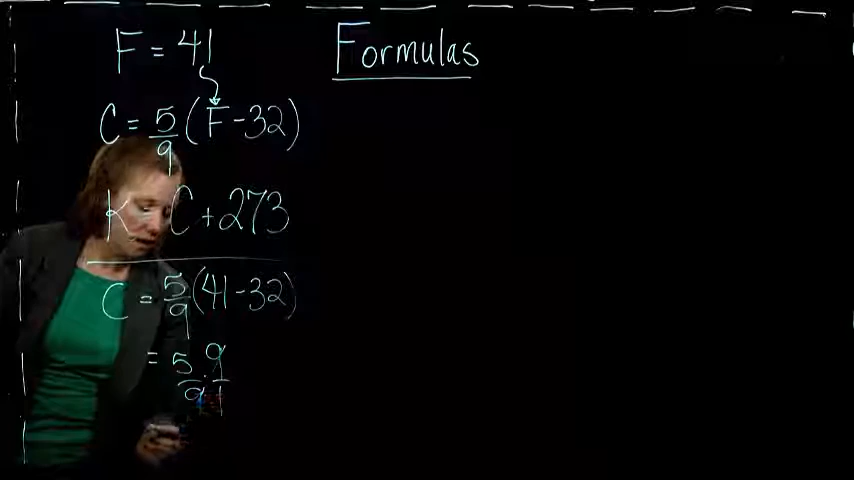 F = 41
Formulas
C = 5/9 (F - 32)
K C + 273
C = 5/9 (41 - 32)
= 5/9 · 9/1